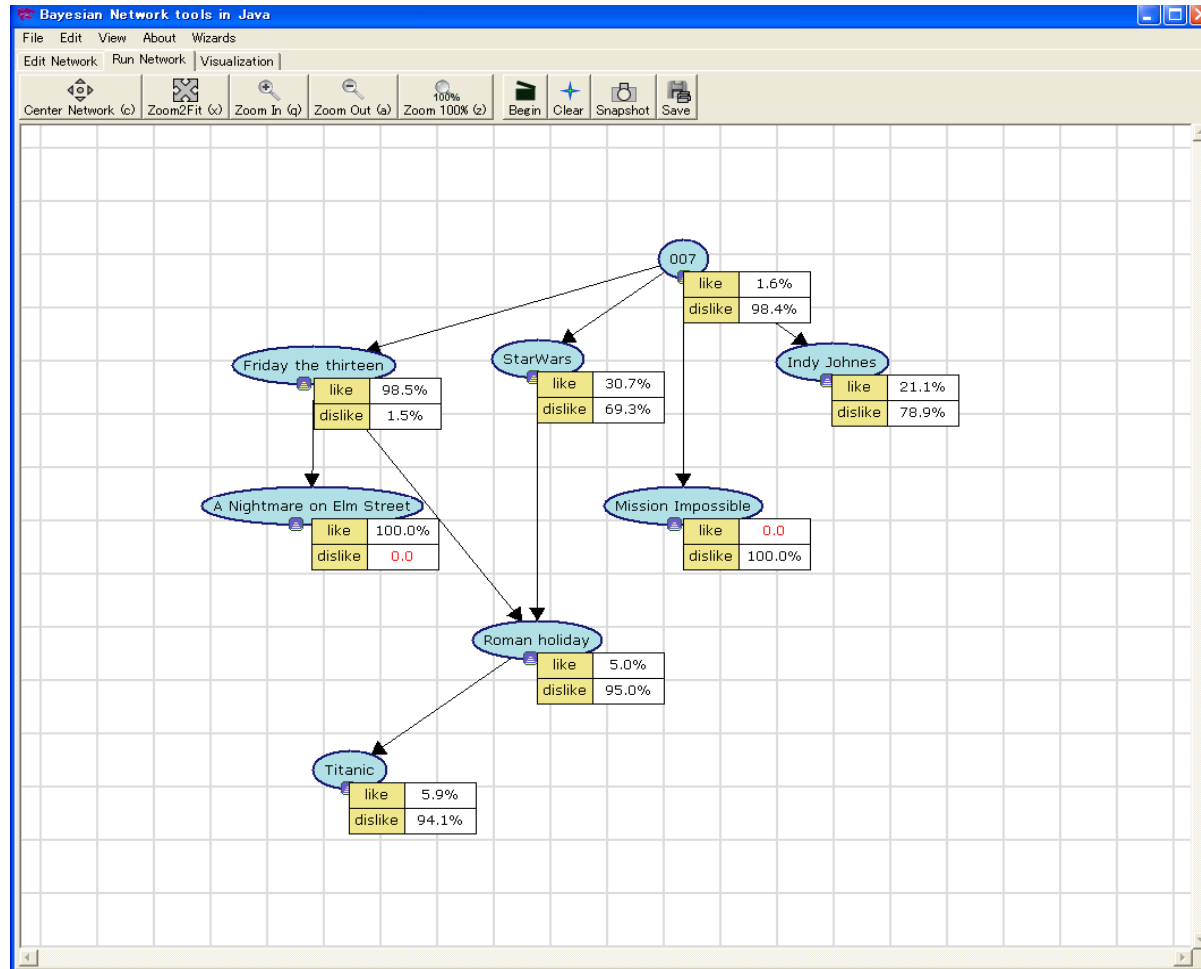 Bayesian Network tools in Java
File Edit View About Wizards
Edit Network Run Network Visualization
Center Network (c) Zoom2Fit (x) Zoom In (q) Zoom Out (a) 100% Zoom 100% (z) Begin Clear Snapshot Save
007
like 1.6%
dislike 98.4%
Friday the thirteen
like 98.5%
dislike 1.5%
StarWars
like 30.7%
dislike 69.3%
Indy Johnes
like 21.1%
dislike 78.9%
A Nightmare on Elm Street
like 100.0%
dislike 0.0
Mission Impossible
like 0.0
dislike 100.0%
Roman holiday
like 5.0%
dislike 95.0%
Titanic
like 5.9%
dislike 94.1%